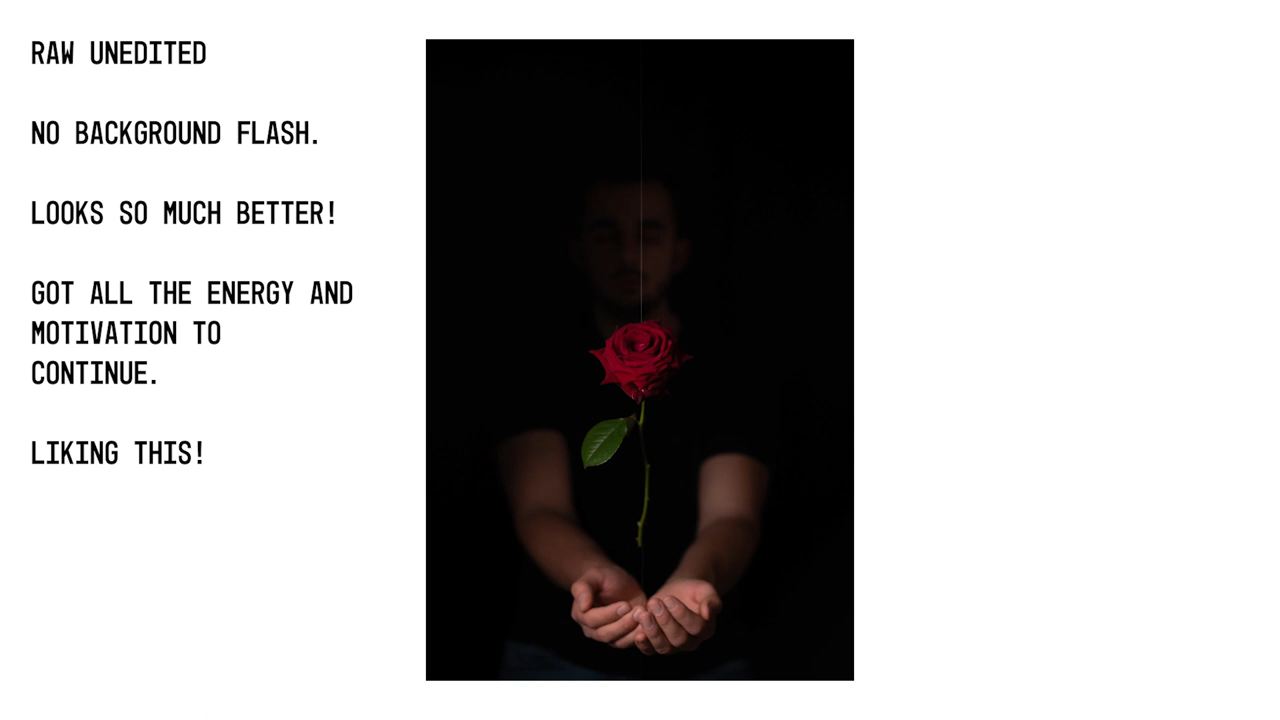 RAW UNEDITED
NO BACKGROUND FLASH.
LOOKS SO MUCH BETTER!
GOT ALL THE ENERGY AND
MOTIVATION TO
CONTINUE.
LIKING THIS!